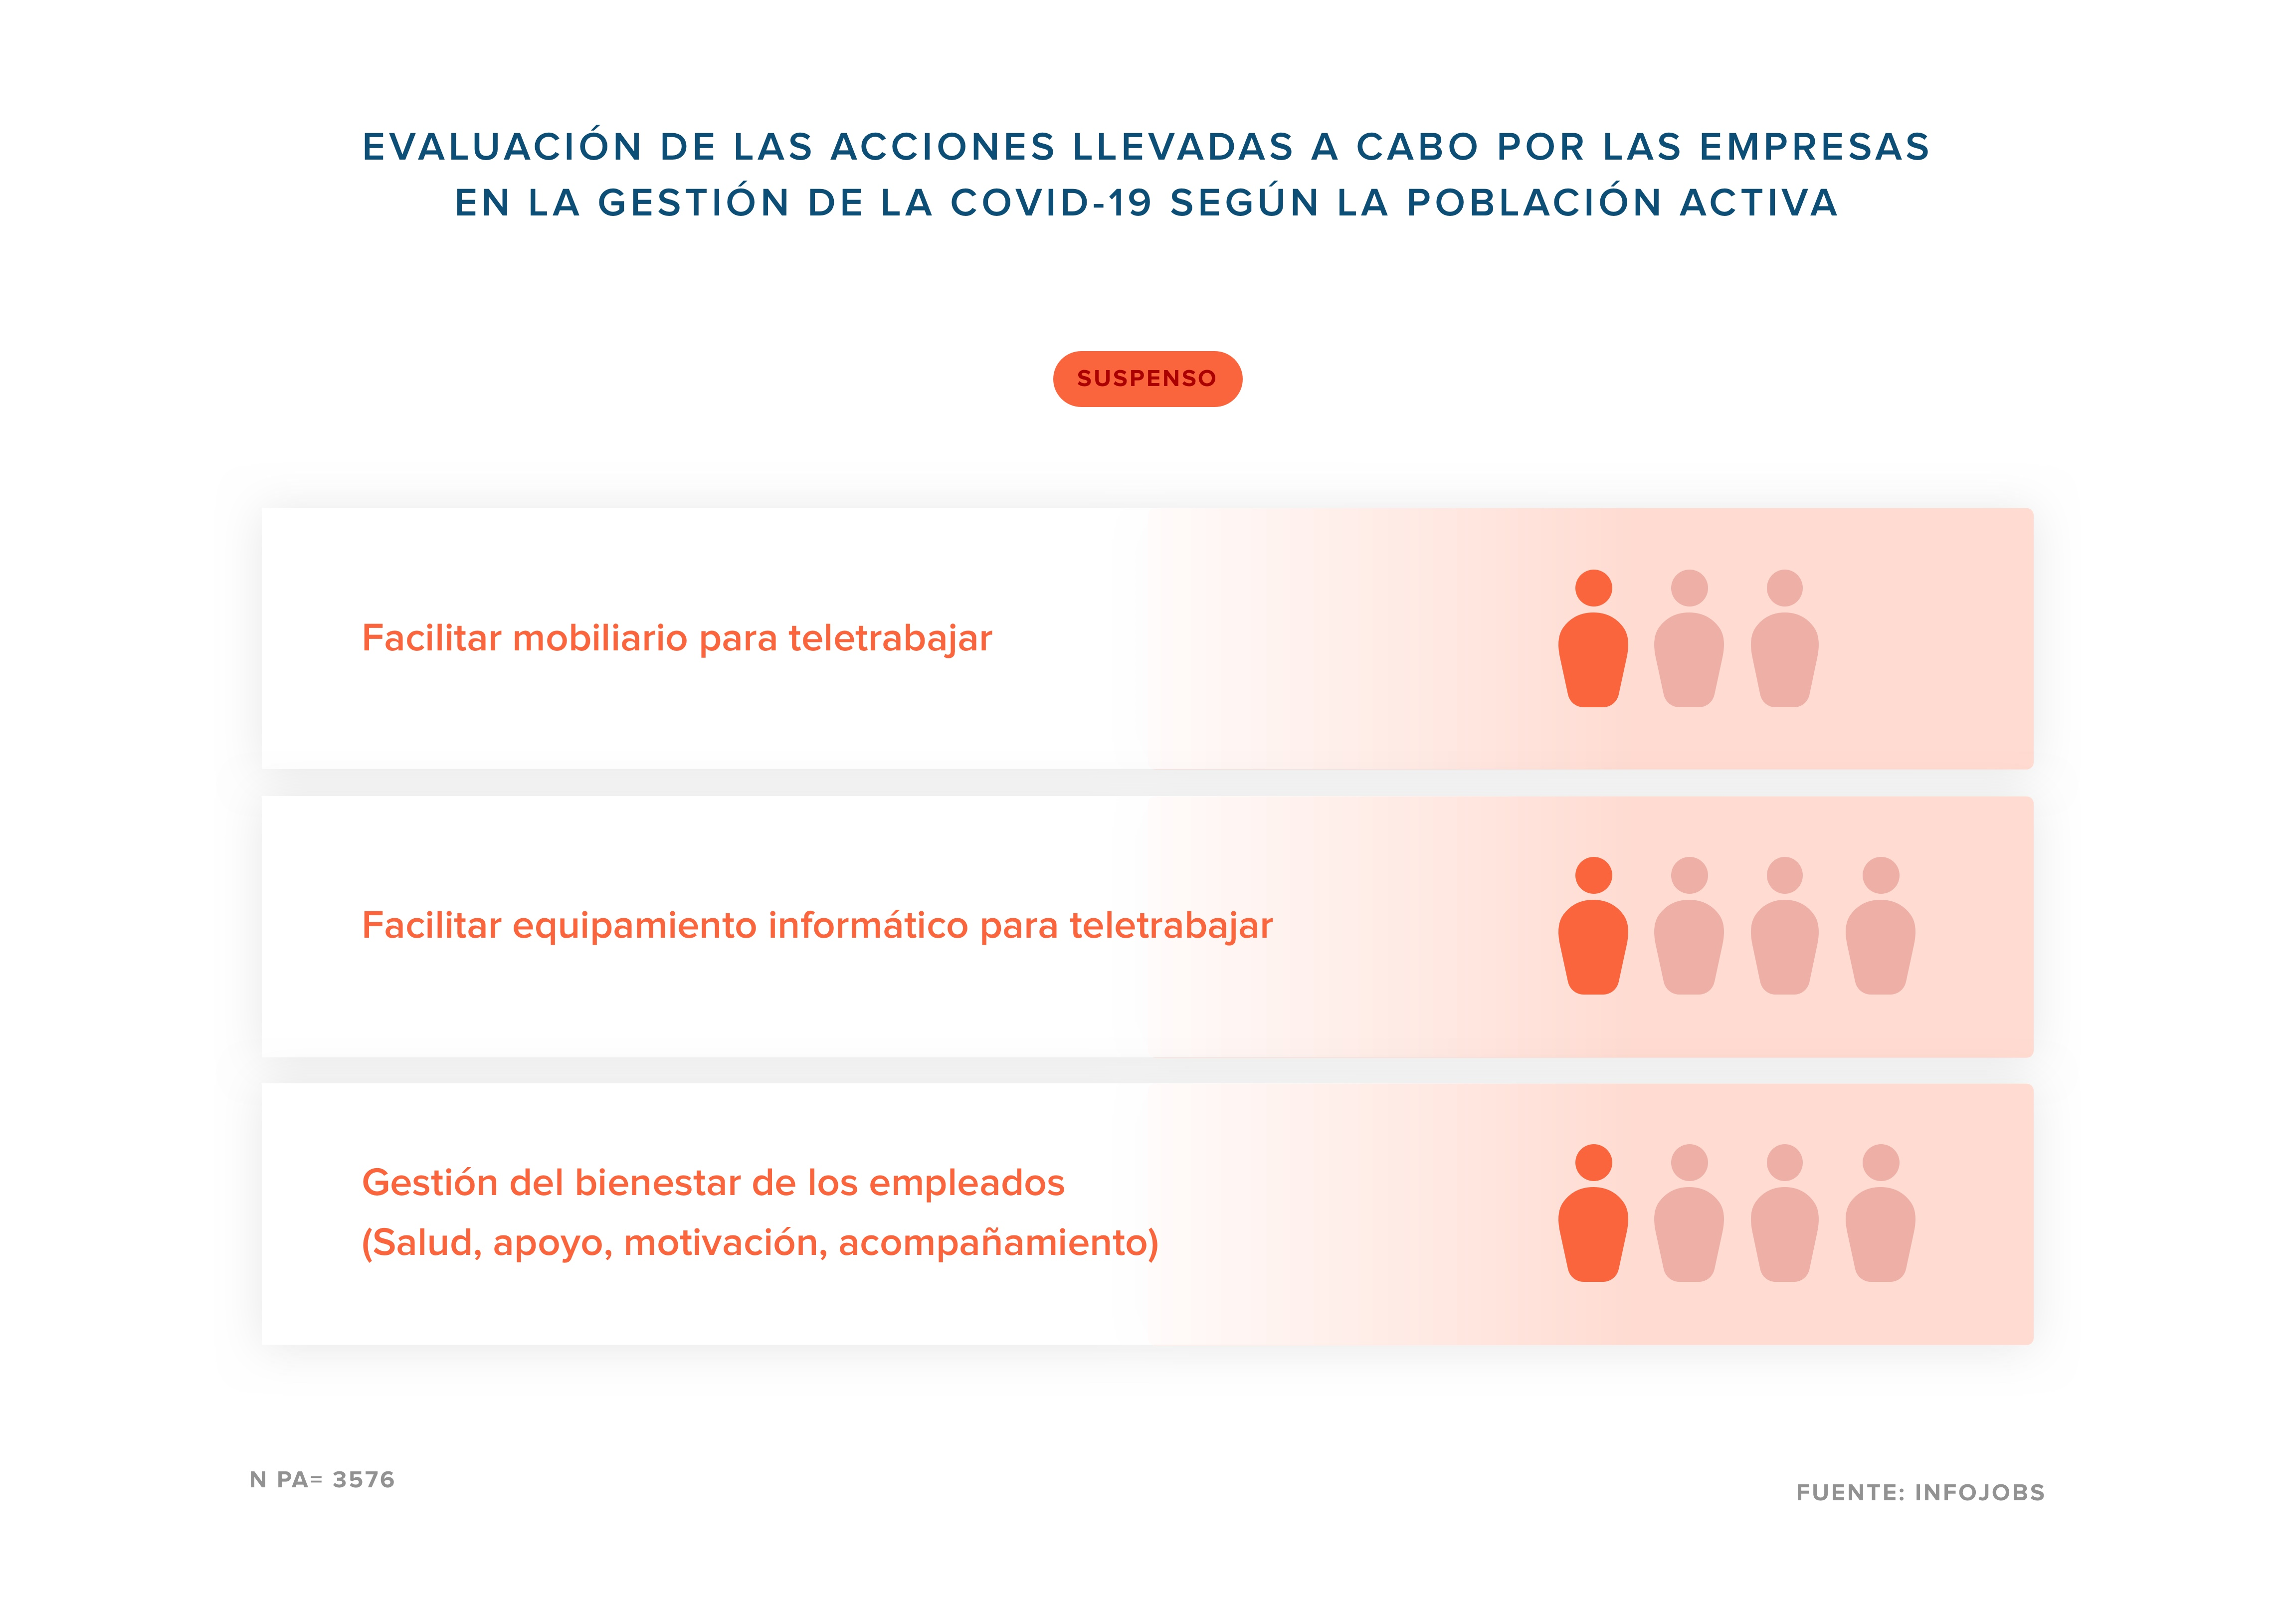 EVALUACIÓN DE LAS ACCIONES LLEVADAS A CABO POR LAS EMPRESAS
EN LA GESTIÓN DE LA COVID-19 SEGÚN LA POBLACIÓN ACTIVA
SUSPENSO
Facilitar mobiliario para teletrabajar
Facilitar equipamiento informático para teletrabajar
Gestión del bienestar de los empleados
(Salud, apoyo, motivación, acompañamiento)
N PA= 3576
FUENTE: INFOJOBS